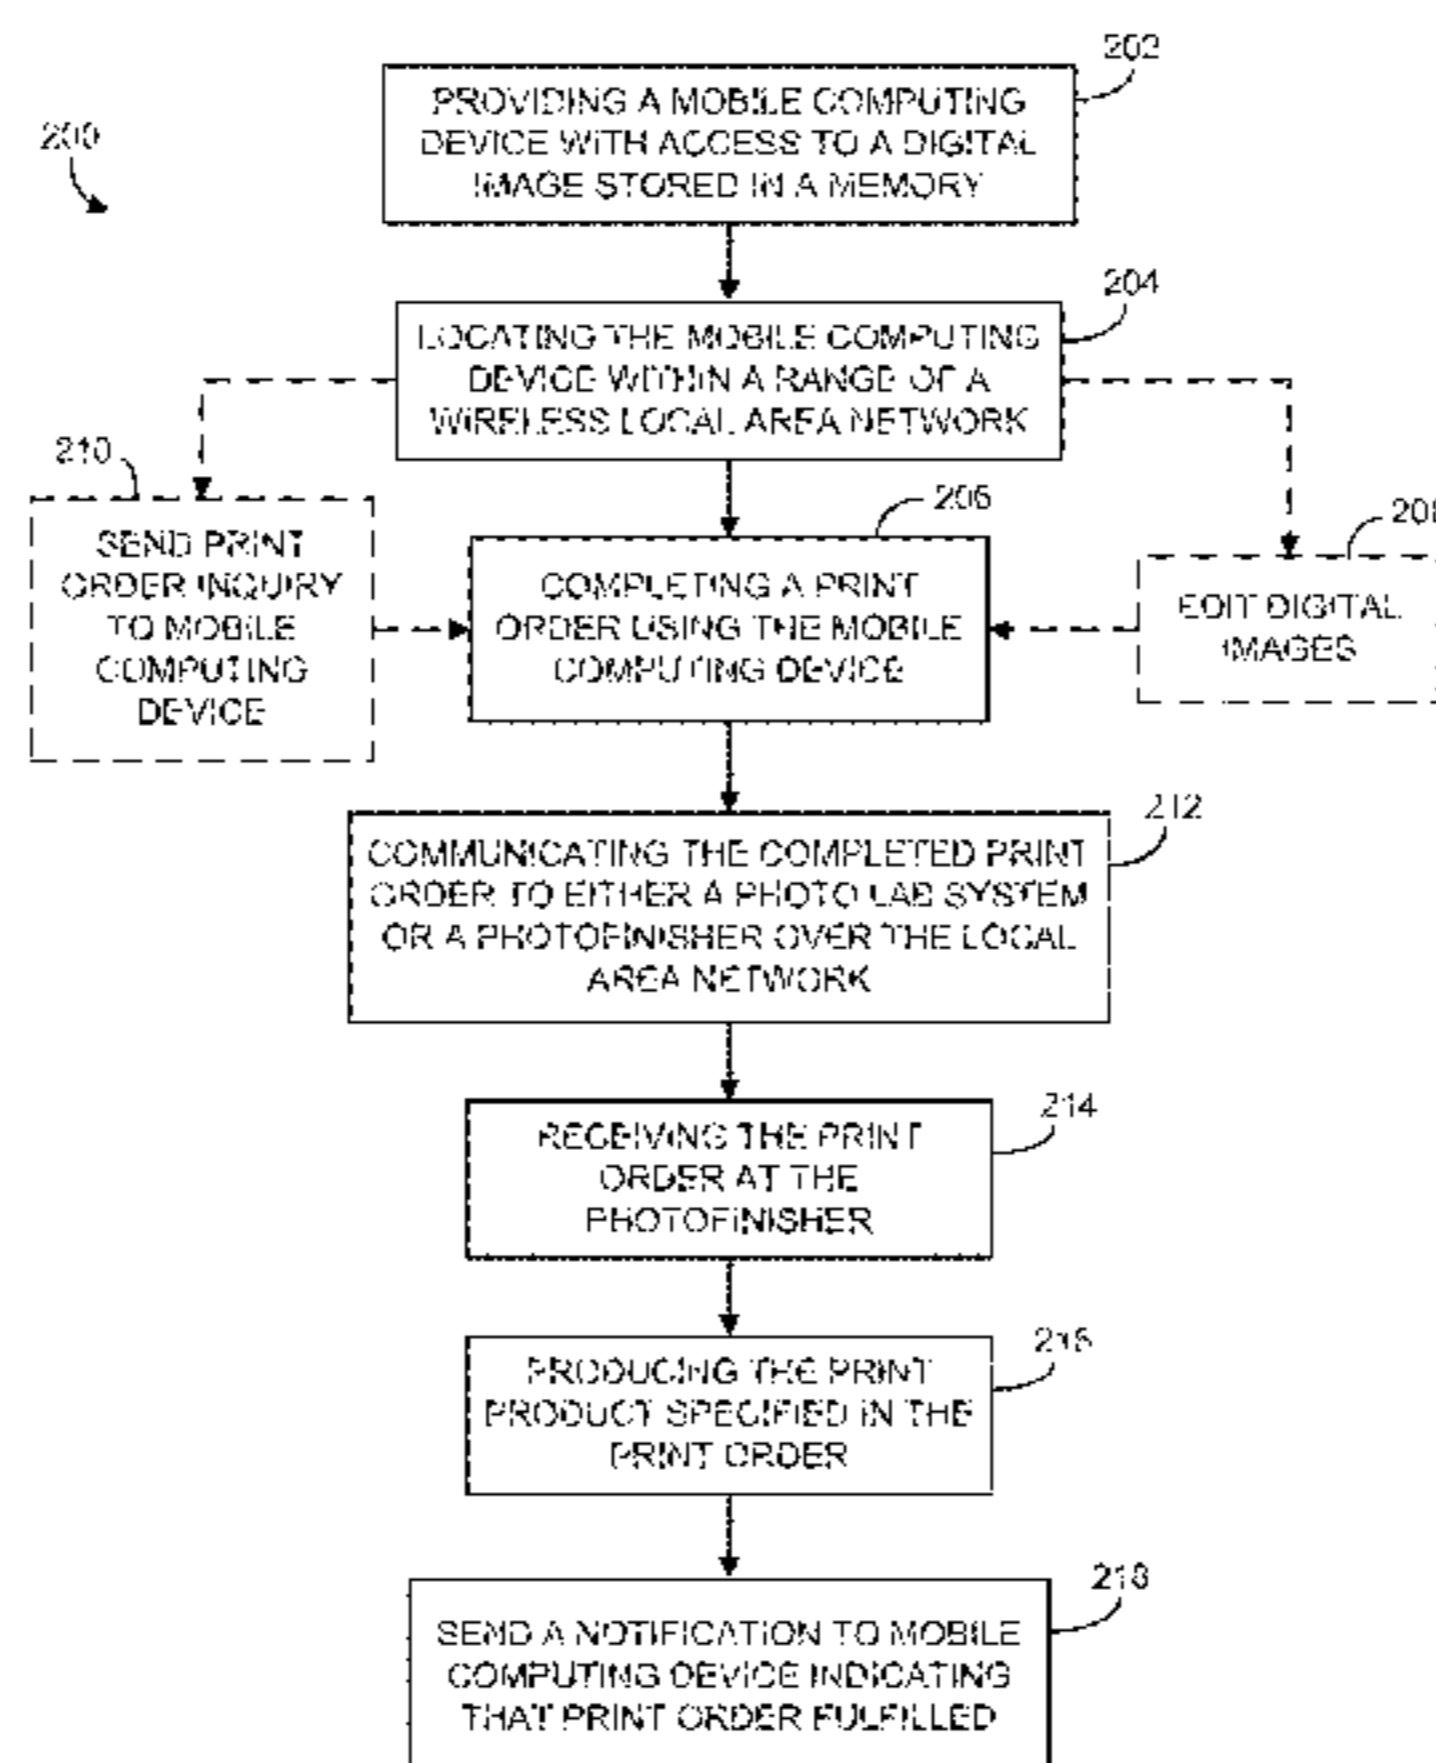 202
200
PROVIDING A MOBILE COMPUTING
DEVICE WITH ACCESS TO A DIGITAL
IMAGE STORED IN A MEMORY
204
LOCATING THE MOBILE COMPUTING
DEVICE WITHIN A RANGE OF A
WIRELESS LOCAL AREA NETWORK
210
SEND PRINT
ORDER INQUIRY
TO MOBILE
COMPUTING
DEVICE
206
COMPLETING A PRINT
ORDER USING THE MOBILE
COMPUTING DEVICE
EDIT DIGITAL
IMAGES
212
COMMUNICATING THE COMPLETED PRINT
ORDER TO EITHER A PHOTO LAB SYSTEM
OR A PHOTOFINISHER OVER THE LOCAL
AREA NETWORK
214
RECEIVING THE PRINT
ORDER AT THE
PHOTOFINISHER
216
PRODUCING THE PRINT
PRODUCT SPECIFIED IN THE
PRINT ORDER
218
SEND A NOTIFICATION TO MOBILE
COMPUTING DEVICE INDICATING
THAT PRINT ORDER FULFILLED